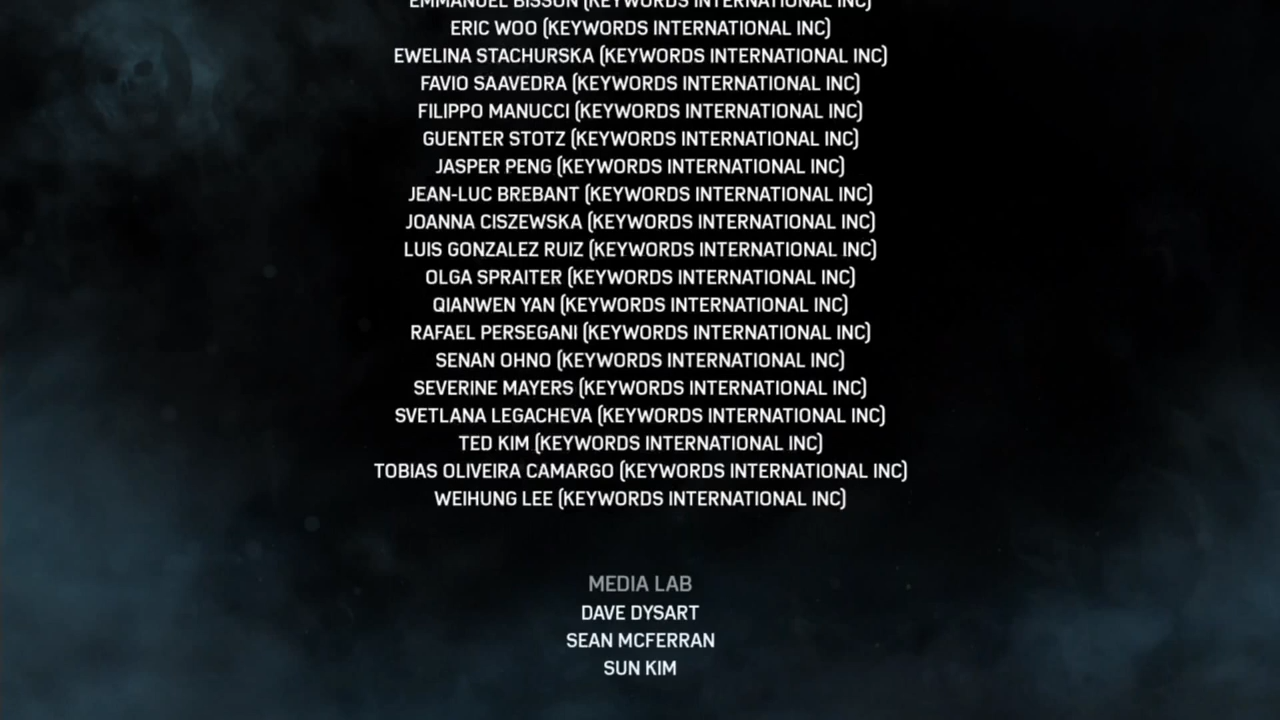 EMMANUEL BISSON (KEYWORDS INTERNATIONAL INC)
ERIC WOO (KEYWORDS INTERNATIONAL INC)
EWELINA STACHURSKA (KEYWORDS INTERNATIONAL INC)
FAVIO SAAVEDRA (KEYWORDS INTERNATIONAL INC)
FILIPPO MANUCCI (KEYWORDS INTERNATIONAL INC)
GUENTER STOTZ (KEYWORDS INTERNATIONAL INC)
JASPER PENG (KEYWORDS INTERNATIONAL INC)
JEAN-LUC BREBANT (KEYWORDS INTERNATIONAL INC)
JOANNA CISZEWSKA (KEYWORDS INTERNATIONAL INC)
LUIS GONZALEZ RUIZ (KEYWORDS INTERNATIONAL INC)
OLGA SPRAITER (KEYWORDS INTERNATIONAL INC)
QIANWEN YAN (KEYWORDS INTERNATIONAL INC)
RAFAEL PERSEGANI (KEYWORDS INTERNATIONAL INC)
SENAN OHNO (KEYWORDS INTERNATIONAL INC)
SEVERINE MAYERS (KEYWORDS INTERNATIONAL INC)
SVETLANA LEGACHEVA (KEYWORDS INTERNATIONAL INC)
TED KIM (KEYWORDS INTERNATIONAL INC)
TOBIAS OLIVEIRA CAMARGO (KEYWORDS INTERNATIONAL INC)
WEIHUNG LEE (KEYWORDS INTERNATIONAL INC)
MEDIA LAB
DAVE DYSART
SEAN MCFERRAN
SUN KIM